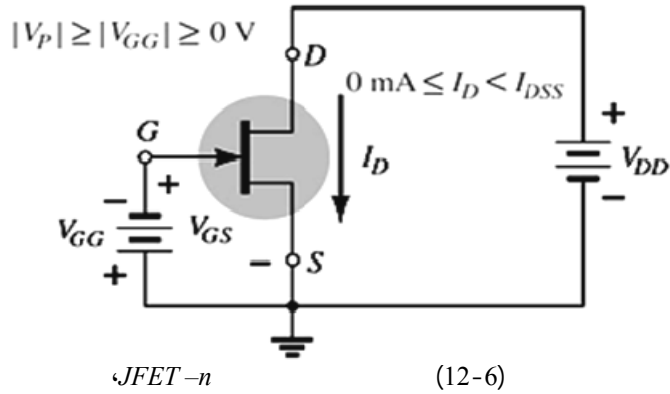 |V_P| ≥ |V_GG| ≥ 0 V
D
0 mA ≤ I_D < I_DSS
+
G
I_D
V_DD
−
+
−
V_GG
V_GS
+
−
S
،JFET –n
(12-6)